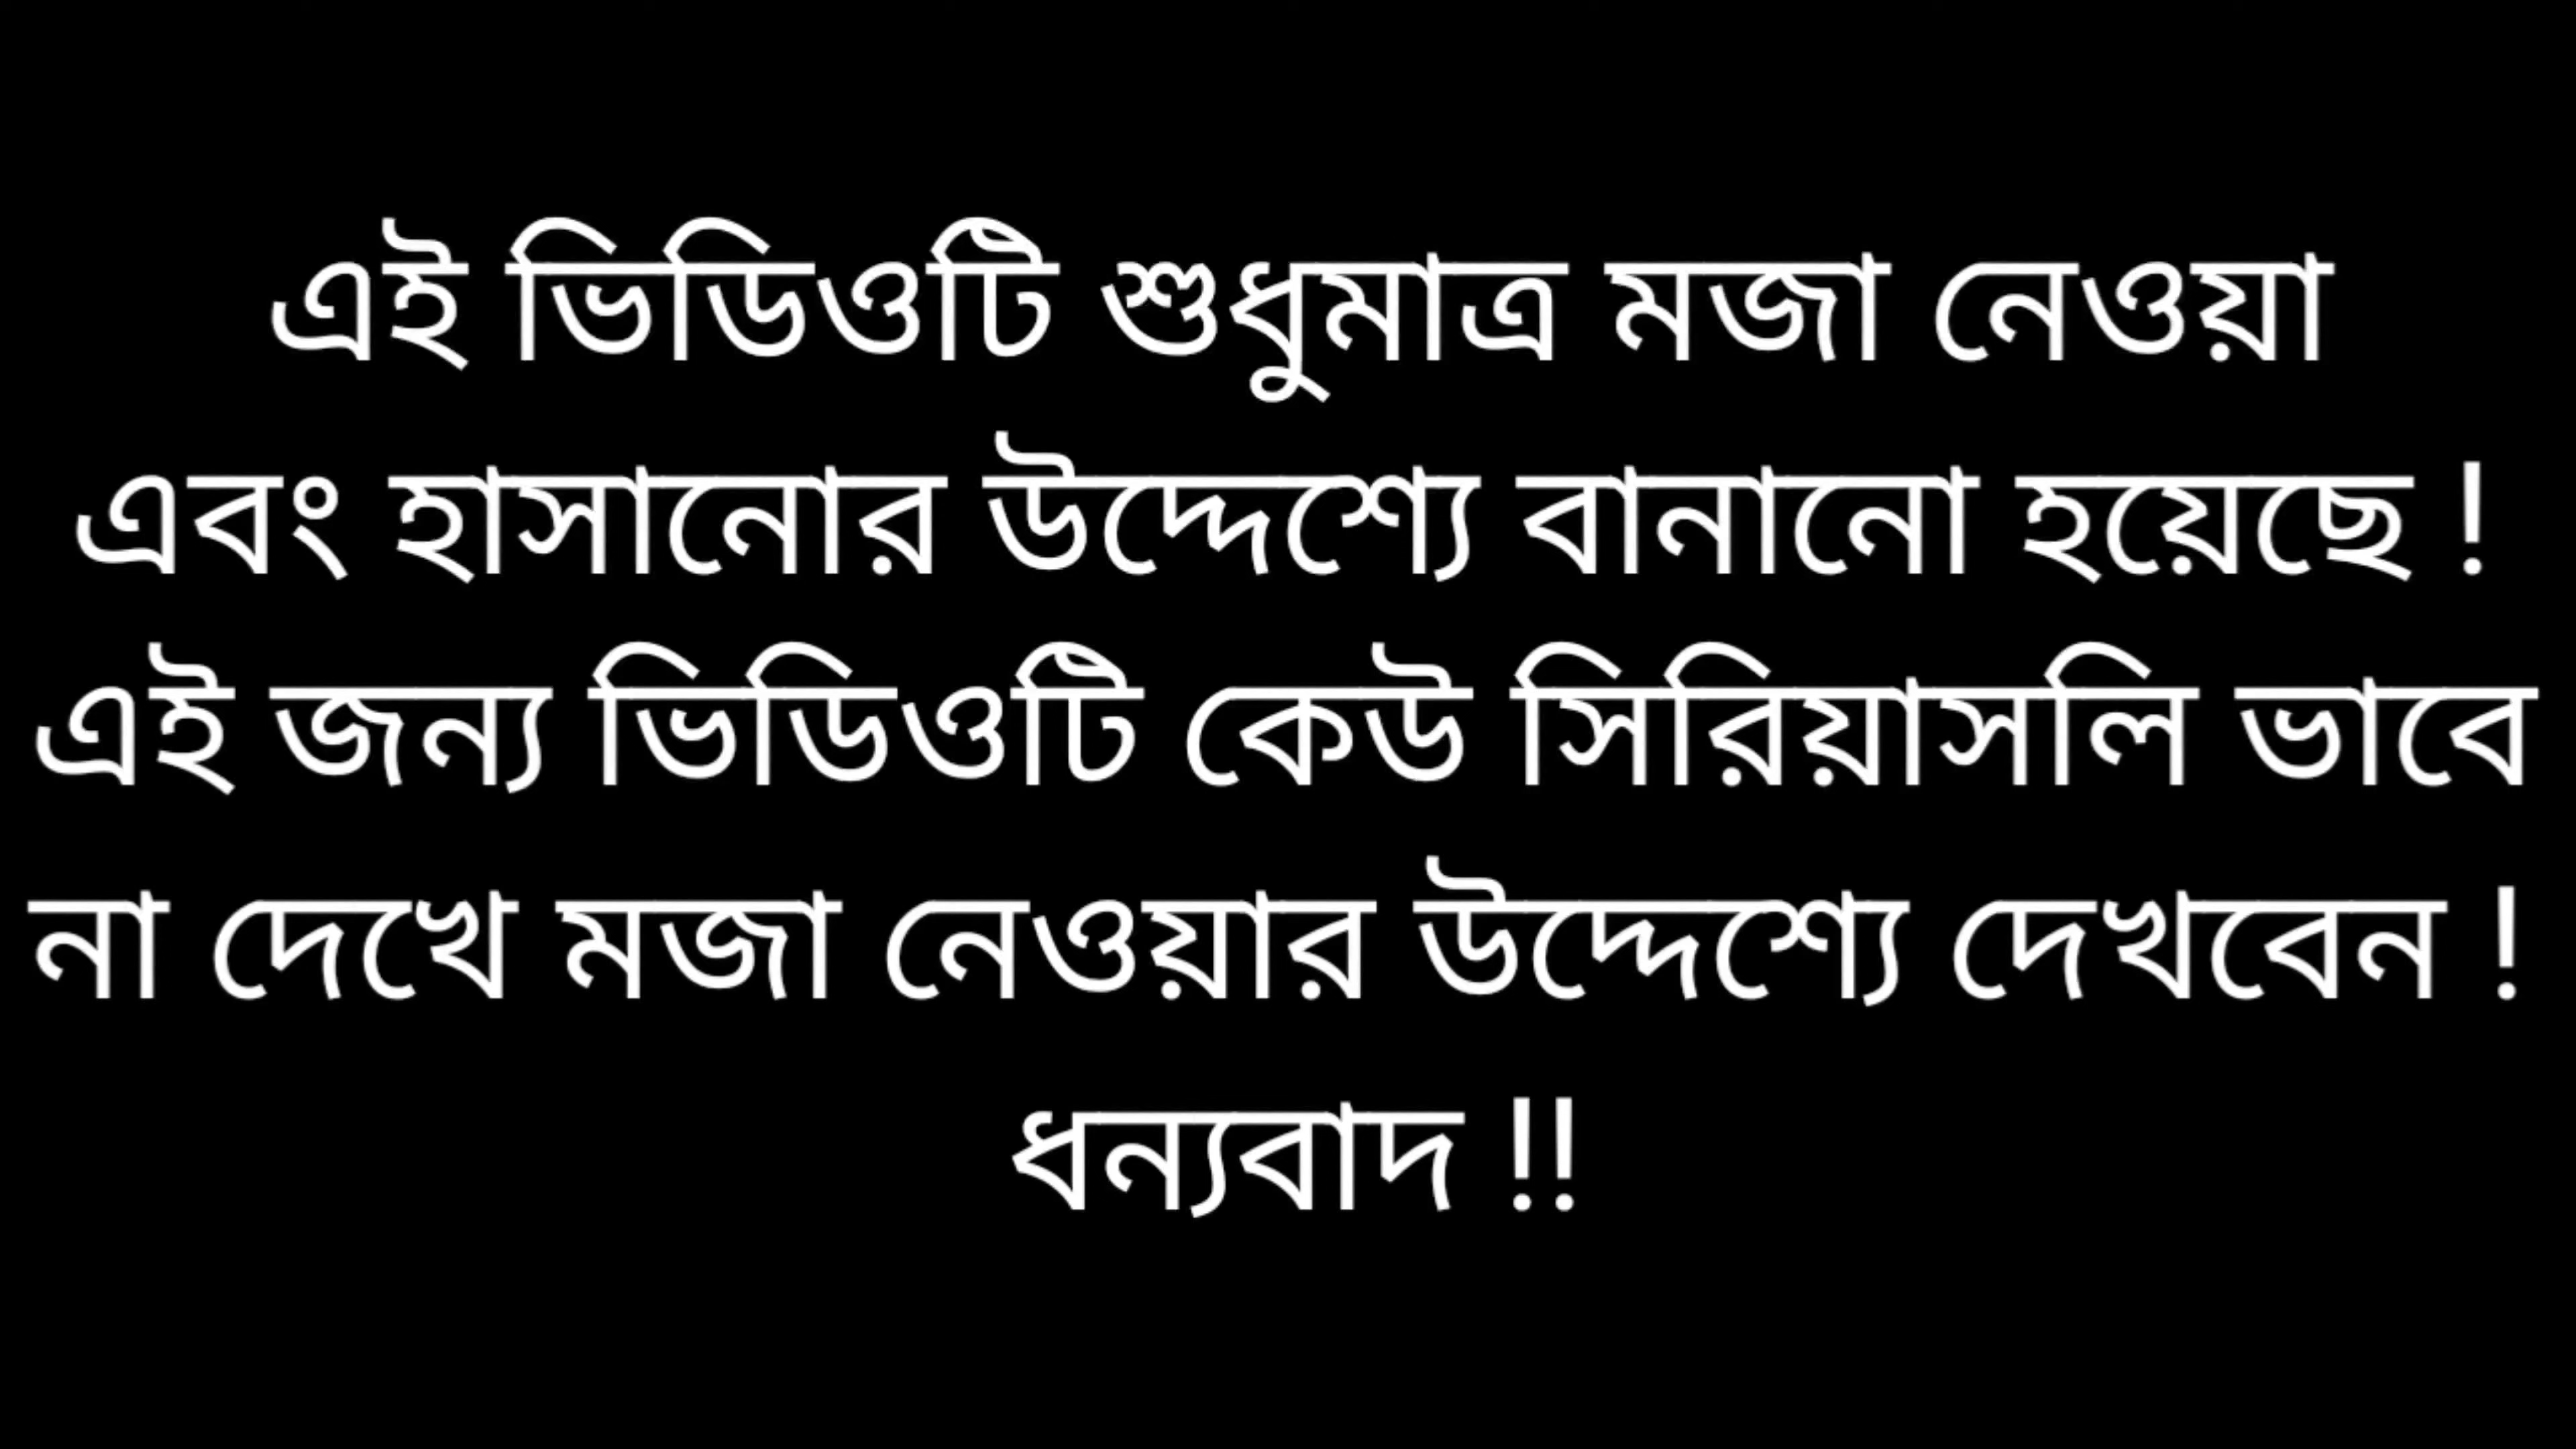 এই ভিডিওটি শুধুমাত্র মজা নেওয়া
এবং হাসানোর উদ্দেশ্যে বানানো হয়েছে !
এই জন্য ভিডিওটি কেউ সিরিয়াসলি ভাবে
না দেখে মজা নেওয়ার উদ্দেশ্যে দেখবেন !
ধন্যবাদ !!